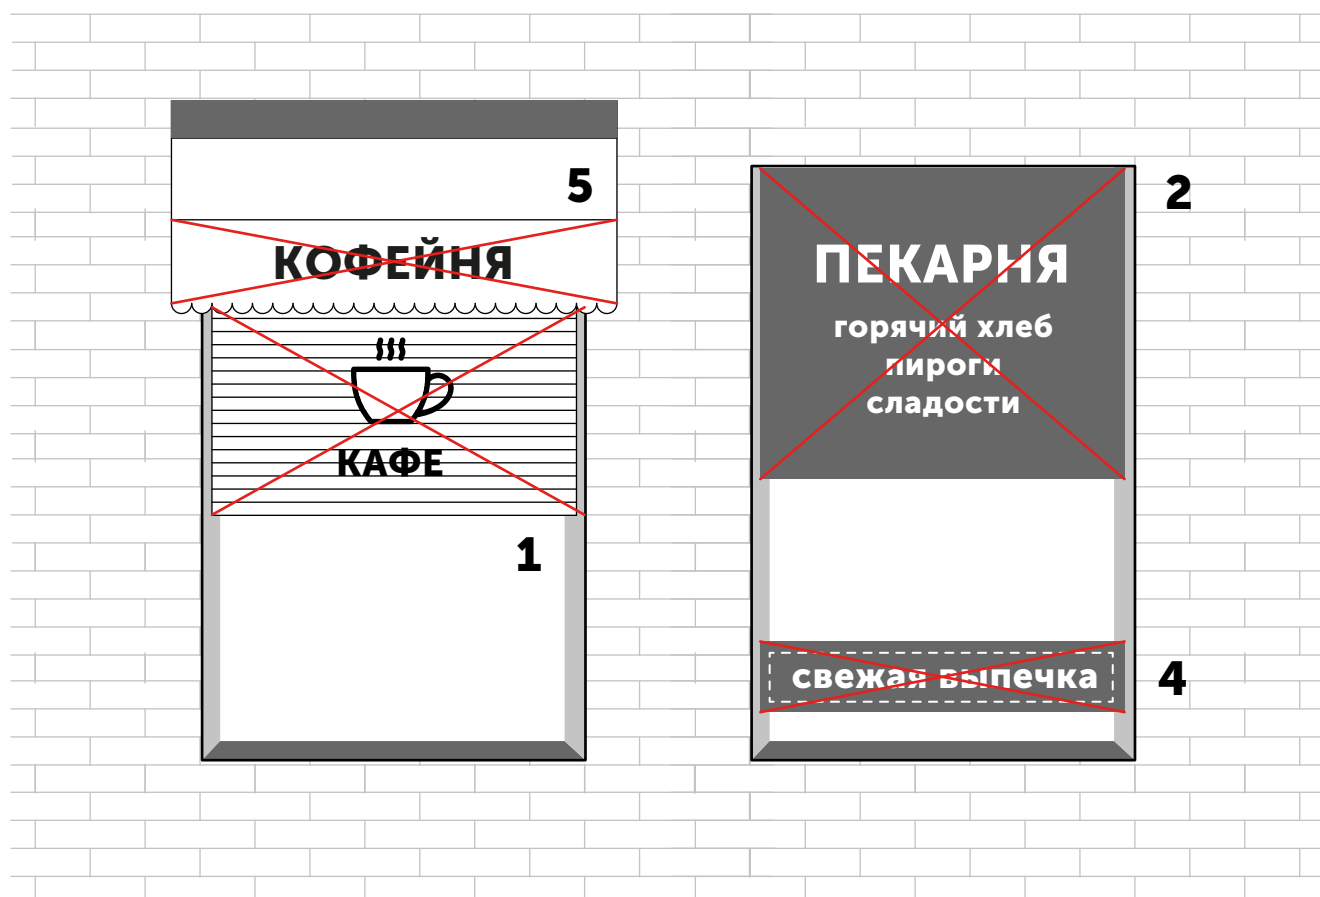 5
КОФЕЙНЯ
КАФЕ
1
2
ПЕКАРНЯ
горячий хлеб
пироги
сладости
свежая выпечка
4